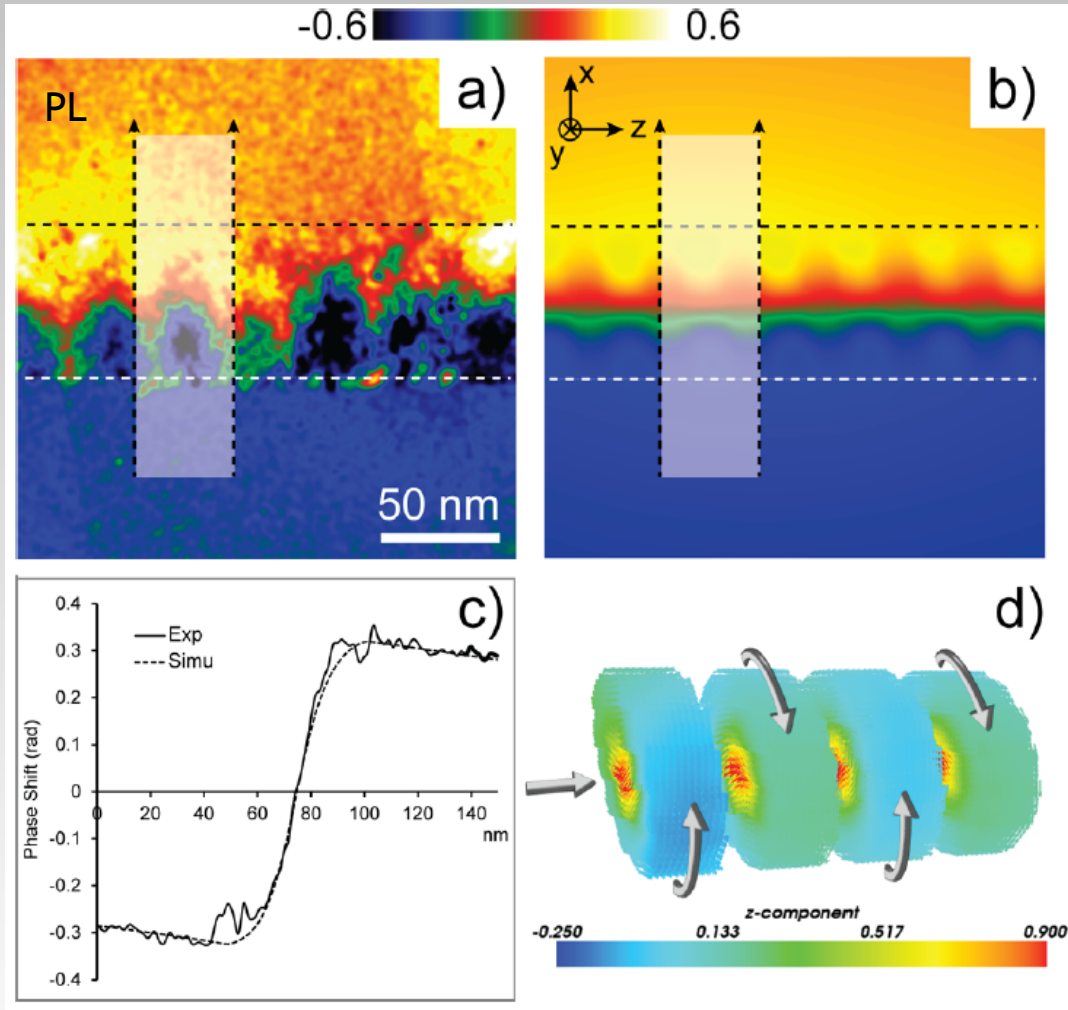 -0.6 0.6
PL
a)
50 nm
b)
x
z
y
c)
Exp
Simu
Phase Shift (rad)
0.4
0.3
0.2
0.1
0
-0.1
-0.2
-0.3
-0.4
0 20 40 60 80 100 120 140
nm
d)
z-component
-0.250 0.133 0.517 0.900